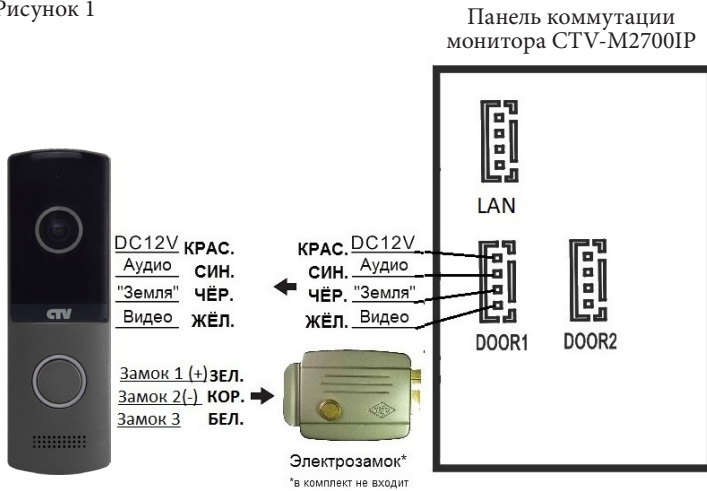 Рисунок 1
Панель коммутации
монитора CTV-M2700IP
LAN
DC12V КРАС.
Аудио СИН.
"Земля" ЧЁР.
Видео ЖЁЛ.
КРАС. DC12V
СИН. Аудио
ЧЁР. "Земля"
ЖЁЛ. Видео
DOOR1 DOOR2
CTV
Замок 1 (+) ЗЕЛ.
Замок 2(-) КОР.
Замок 3 БЕЛ.
Электрозамок*
*в комплект не входит